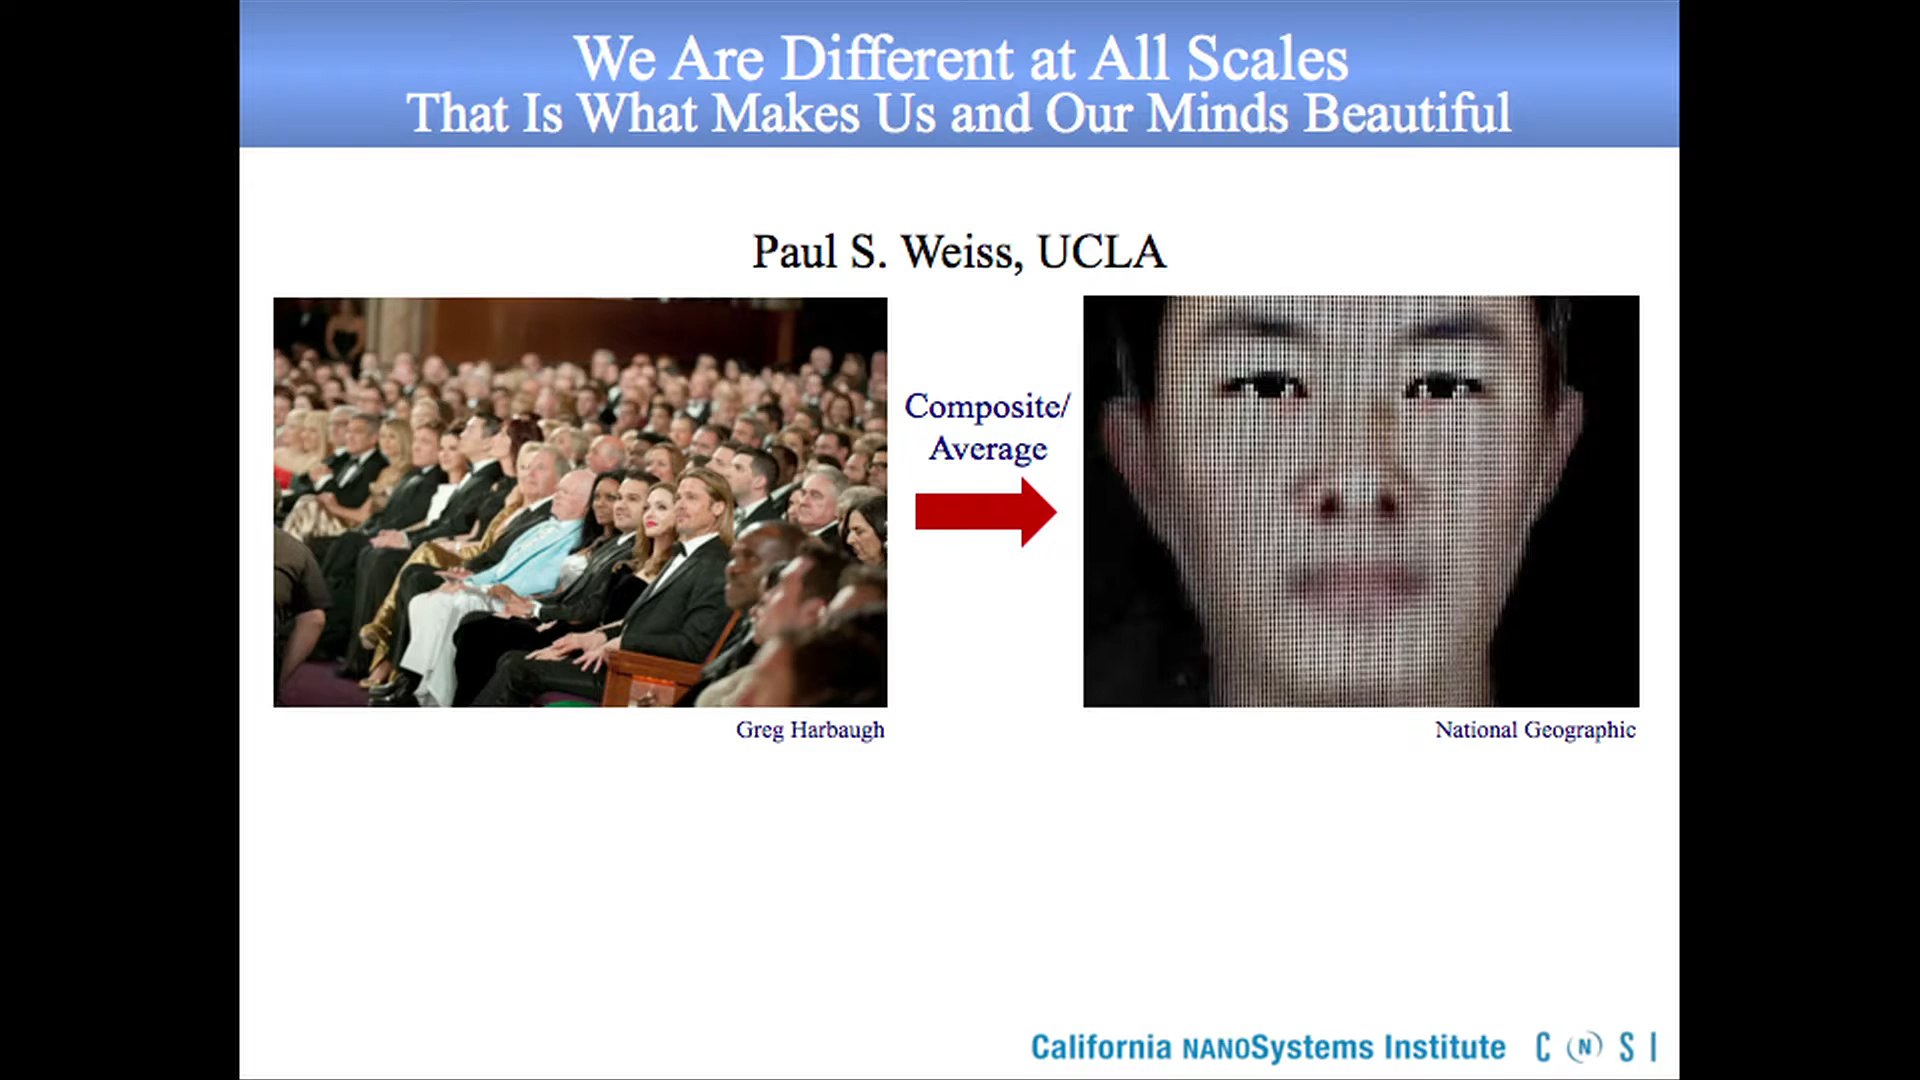 We Are Different at All Scales
That Is What Makes Us and Our Minds Beautiful
Paul S. Weiss, UCLA
Composite/
Average
Greg Harbaugh
National Geographic
California NANOSystems Institute C N S I